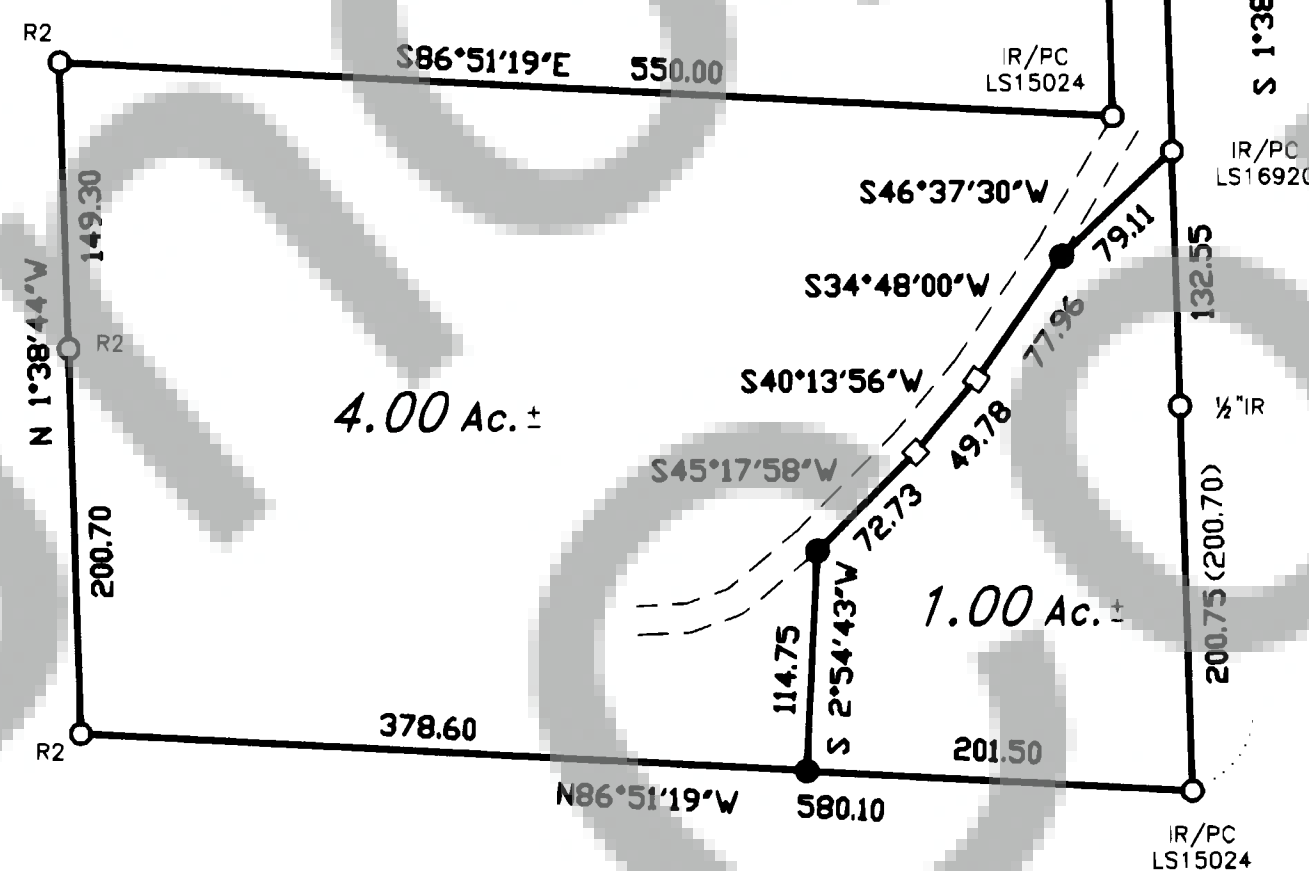 R2
S86°51'19"E 550.00
IR/PC
LS15024
S 1°38
IR/PC
LS16920
S46°37'30"W
79.11
149.30
132.55
S34°48'00"W
77.96
N 1°38'44"W
R2
S40°13'56"W
49.78
½"IR
4.00 Ac. ±
S45°17'58"W
72.73
200.70
200.75 (200.70)
1.00 Ac. ±
114.75
S 2°54'43"W
378.60
R2
201.50
N86°51'19"W 580.10
IR/PC
LS15024